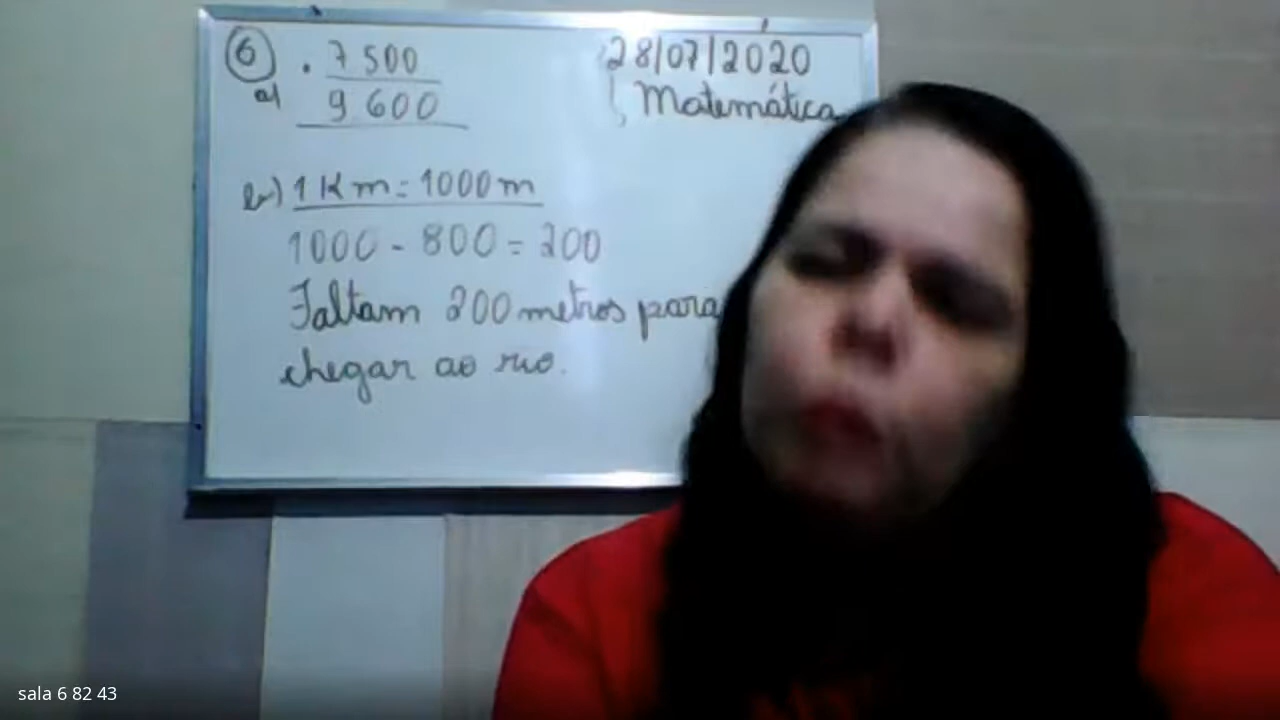 6
a) . 7 500
9 600
28/07/2020
Matemática
b) 1 Km = 1000 m
1000 - 800 = 200
Faltam 200 metros para
chegar ao rio.
sala 6 82 43